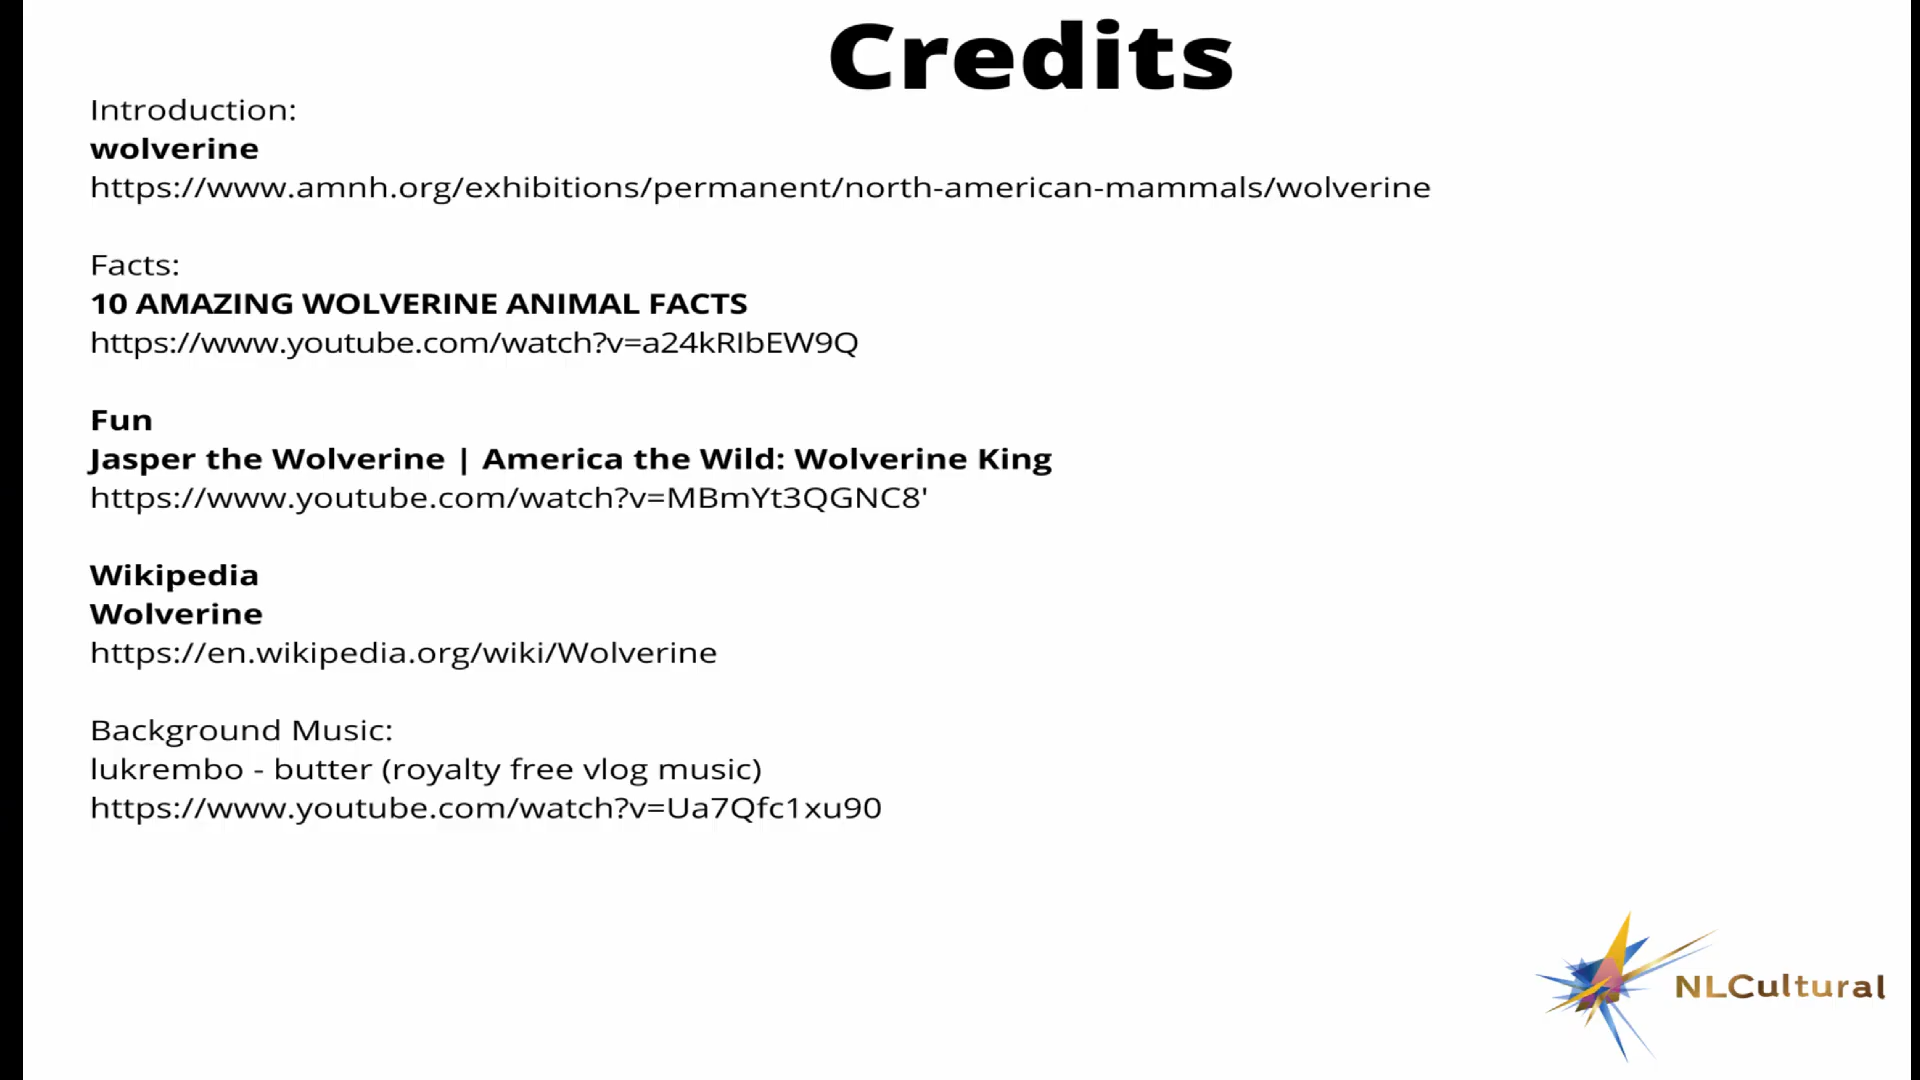 Credits
Introduction:
wolverine
https://www.amnh.org/exhibitions/permanent/north-american-mammals/wolverine
Facts:
10 AMAZING WOLVERINE ANIMAL FACTS
https://www.youtube.com/watch?v=a24kRIbEW9Q
Fun
Jasper the Wolverine | America the Wild: Wolverine King
https://www.youtube.com/watch?v=MBmYt3QGNC8'
Wikipedia
Wolverine
https://en.wikipedia.org/wiki/Wolverine
Background Music:
lukrembo - butter (royalty free vlog music)
https://www.youtube.com/watch?v=Ua7Qfc1xu90
NLCultural